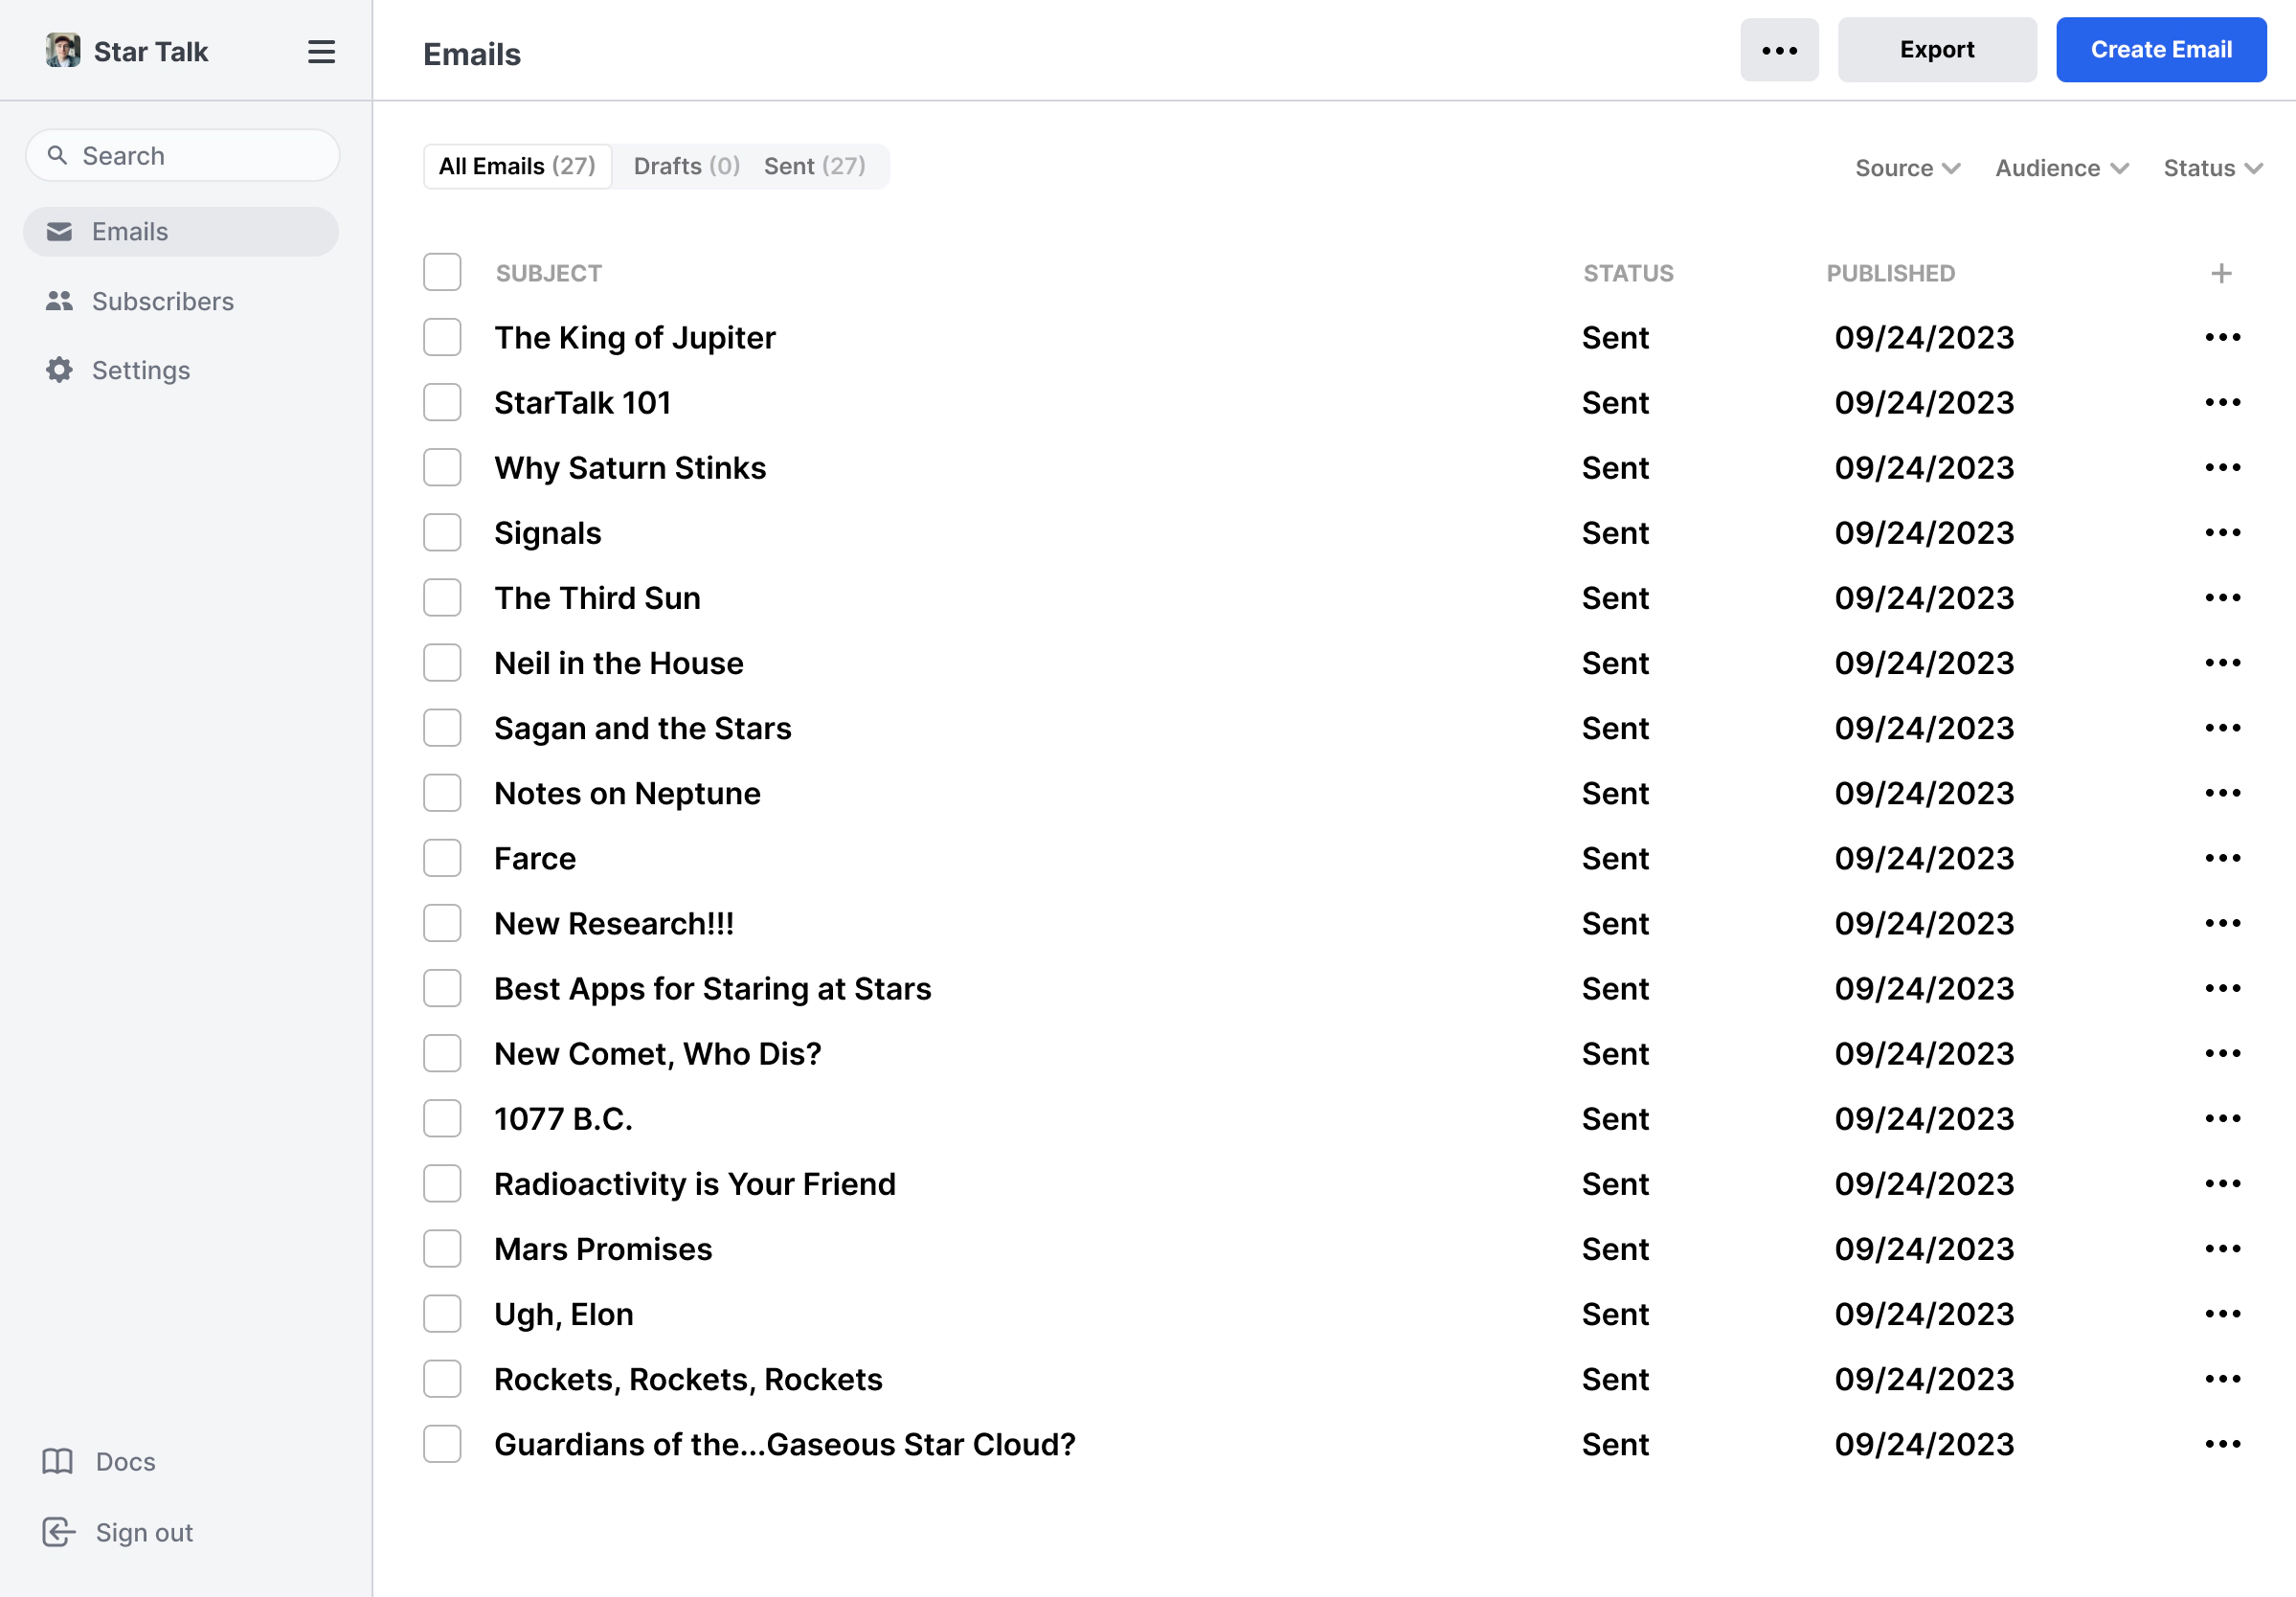 Star Talk
Emails
Export
Create Email
Search
All Emails (27) Drafts (0) Sent (27)
Source Audience Status
Emails
Subscribers
Settings
SUBJECT STATUS PUBLISHED
The King of Jupiter Sent 09/24/2023
StarTalk 101 Sent 09/24/2023
Why Saturn Stinks Sent 09/24/2023
Signals Sent 09/24/2023
The Third Sun Sent 09/24/2023
Neil in the House Sent 09/24/2023
Sagan and the Stars Sent 09/24/2023
Notes on Neptune Sent 09/24/2023
Farce Sent 09/24/2023
New Research!!! Sent 09/24/2023
Best Apps for Staring at Stars Sent 09/24/2023
New Comet, Who Dis? Sent 09/24/2023
1077 B.C. Sent 09/24/2023
Radioactivity is Your Friend Sent 09/24/2023
Mars Promises Sent 09/24/2023
Ugh, Elon Sent 09/24/2023
Rockets, Rockets, Rockets Sent 09/24/2023
Guardians of the...Gaseous Star Cloud? Sent 09/24/2023
Docs
Sign out